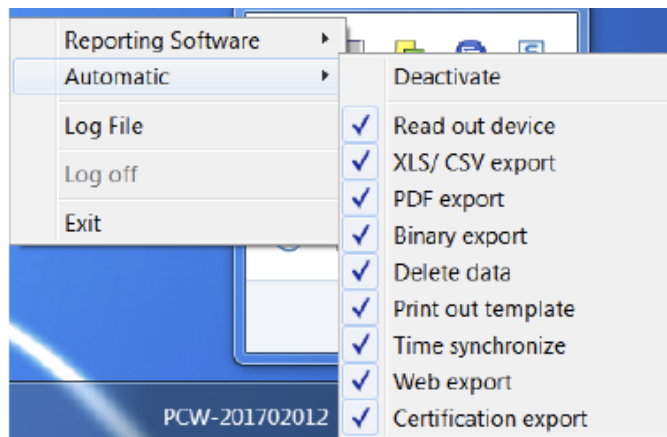 Reporting Software
Automatic
Log File
Log off
Exit
Deactivate
Read out device
XLS/ CSV export
PDF export
Binary export
Delete data
Print out template
Time synchronize
Web export
Certification export
PCW-201702012